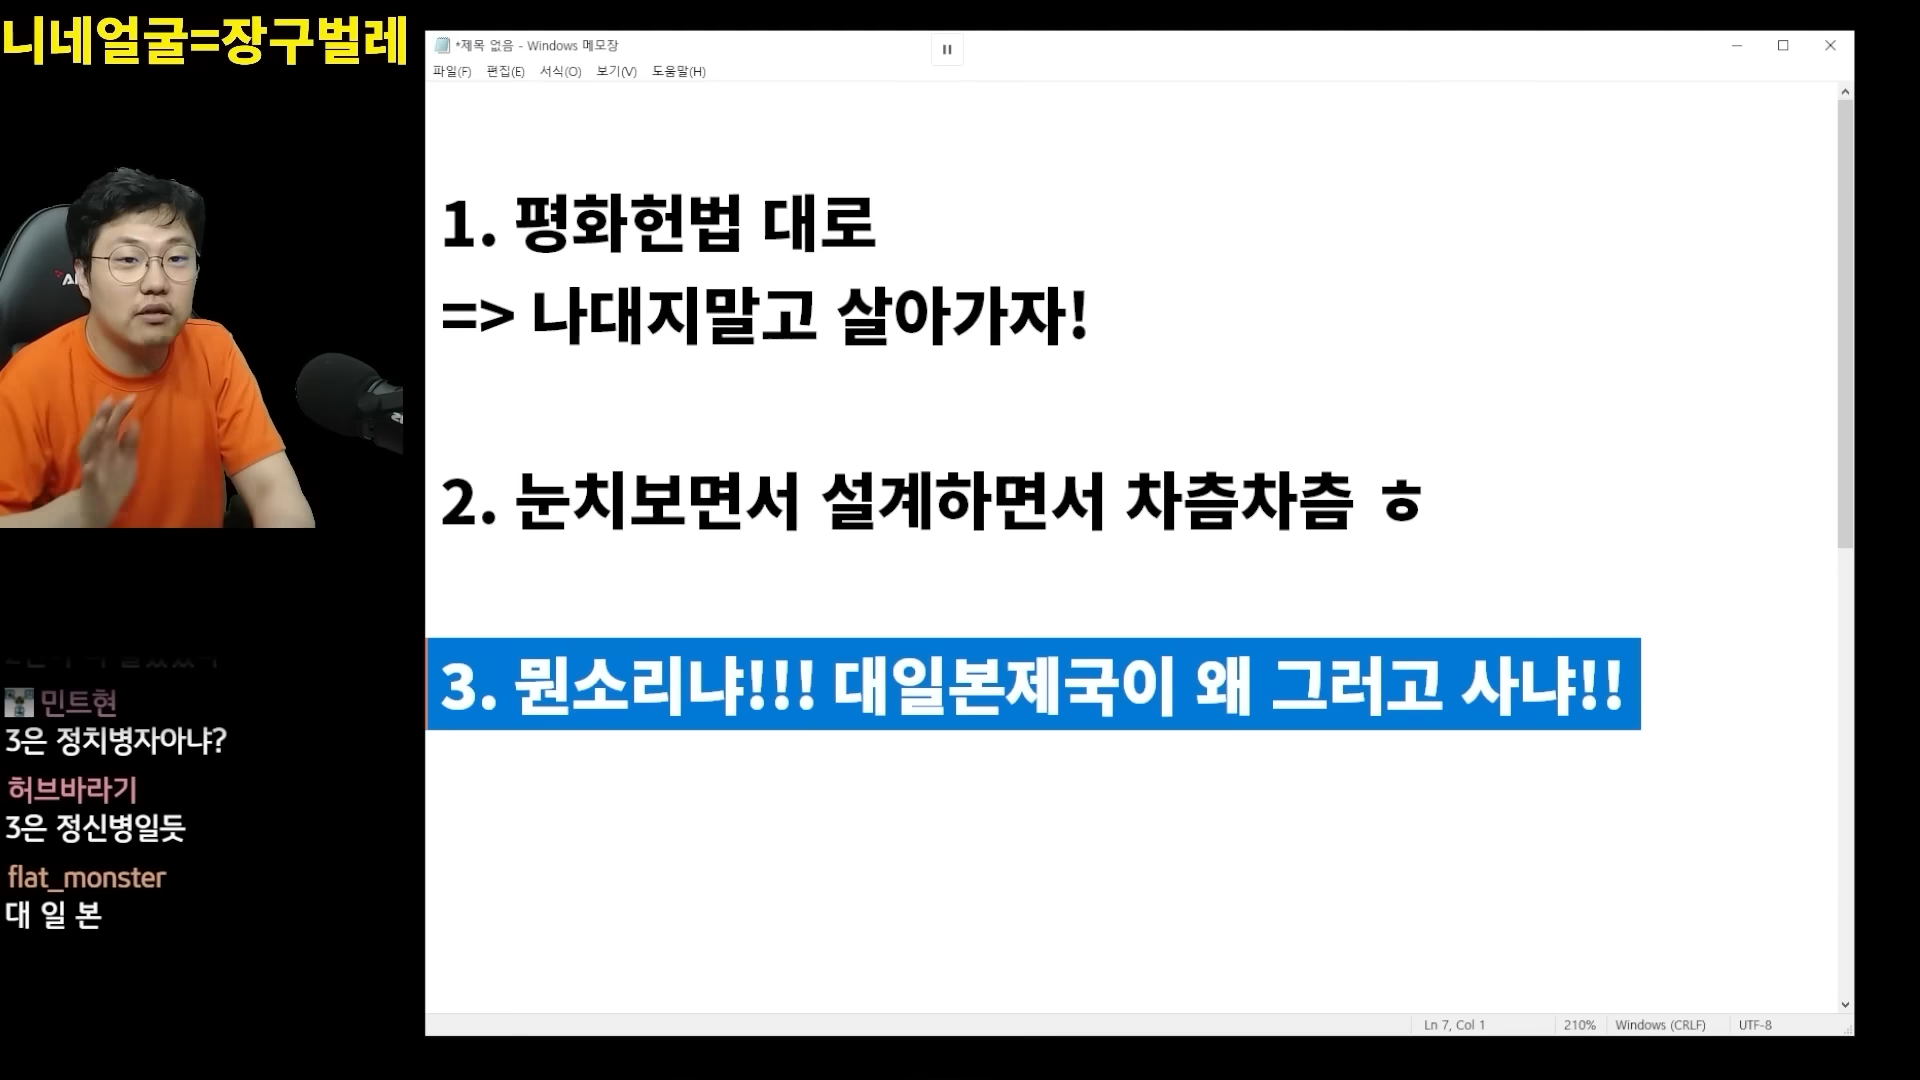 니네얼굴=장구벌레
*제목 없음 - Windows 메모장
파일(F) 편집(E) 서식(O) 보기(V) 도움말(H)
1. 평화헌법 대로
=> 나대지말고 살아가자!
2. 눈치보면서 설계하면서 차츰차츰 ㅎ
3. 뭔소리냐!!! 대일본제국이 왜 그러고 사냐!!
민트현
3은 정치병자아냐?
허브바라기
3은 정신병일듯
flat_monster
대 일 본
Ln 7, Col 1 210% Windows (CRLF) UTF-8